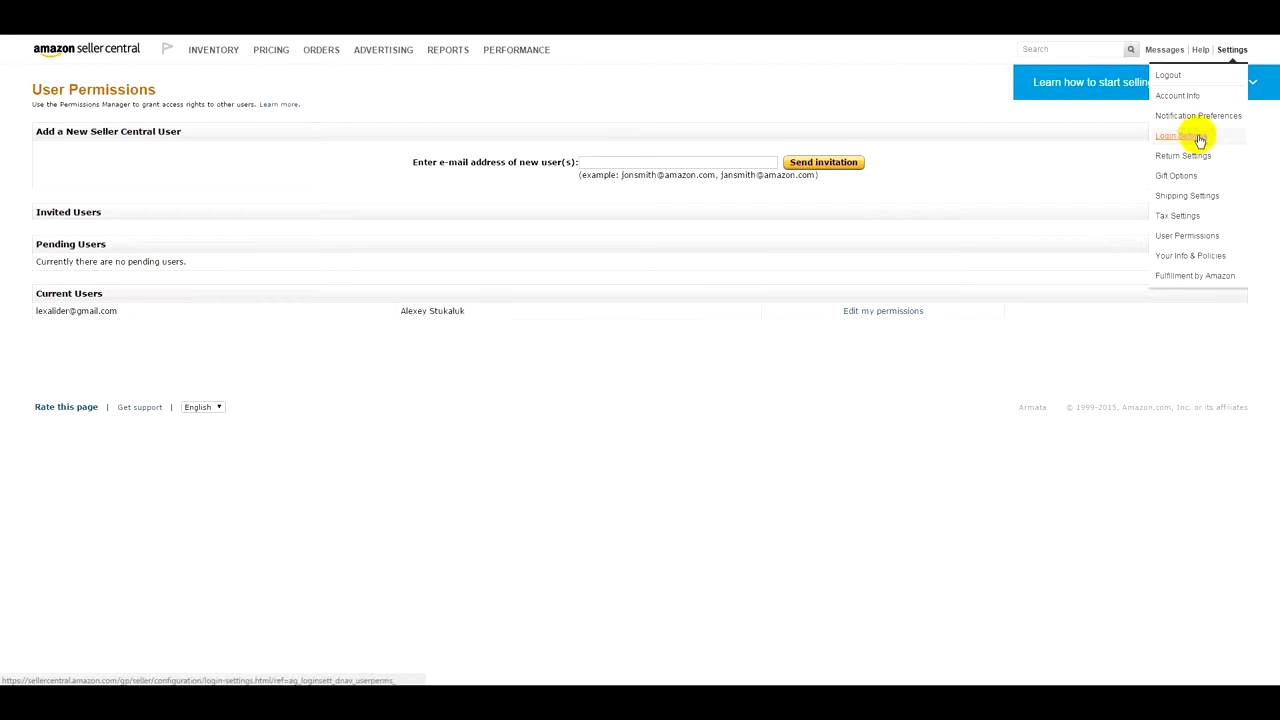 amazon seller central INVENTORY PRICING ORDERS ADVERTISING REPORTS PERFORMANCE Search Messages | Help | Settings
Learn how to start selling
Logout
Account Info
Notification Preferences
Login Settings
Return Settings
Gift Options
Shipping Settings
Tax Settings
User Permissions
Your Info & Policies
Fulfillment by Amazon
User Permissions
Use the Permissions Manager to grant access rights to other users. Learn more.
Add a New Seller Central User
Enter e-mail address of new user(s): Send invitation
(example: jonsmith@amazon.com, jansmith@amazon.com)
Invited Users
Pending Users
Currently there are no pending users.
Current Users
lexalider@gmail.com Alexey Stukaluk Edit my permissions
Rate this page | Get support | English Armata © 1999-2015, Amazon.com, Inc. or its affiliates
https://sellercentral.amazon.com/gp/seller/configuration/login-settings.html/ref=ag_loginsett_dnav_userperms_